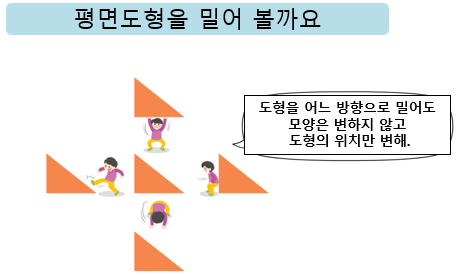 평면도형을 밀어 볼까요
도형을 어느 방향으로 밀어도
모양은 변하지 않고
도형의 위치만 변해.